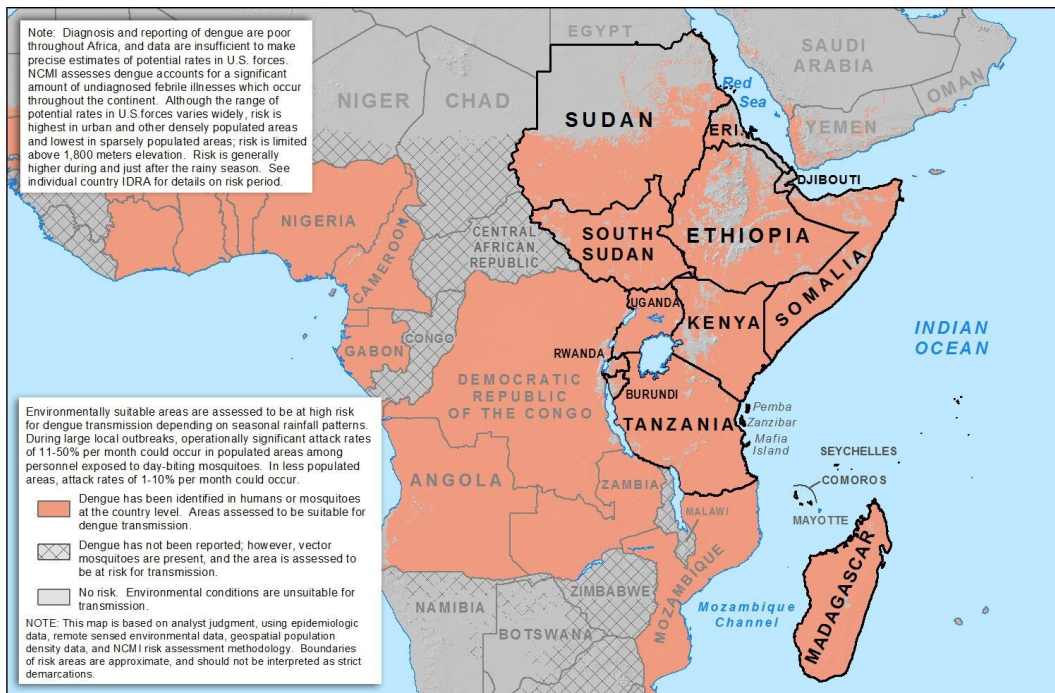 Note: Diagnosis and reporting of dengue are poor
throughout Africa, and data are insufficient to make
precise estimates of potential rates in U.S. forces.
NCMI assesses dengue accounts for a significant
amount of undiagnosed febrile illnesses which occur
throughout the continent. Although the range of
potential rates in U.S.forces varies widely, risk is
highest in urban and other densely populated areas
and lowest in sparsely populated areas; risk is limited
above 1,800 meters elevation. Risk is generally
higher during and just after the rainy season. See
individual country IDRA for details on risk period.
EGYPT
SAUDI
ARABIA
OMAN
NIGER
CHAD
SUDAN
Red
Sea
ERI.
YEMEN
DJIBOUTI
NIGERIA
CAMEROON
CENTRAL
AFRICAN
REPUBLIC
SOUTH
SUDAN
ETHIOPIA
SOMALIA
UGANDA
KENYA
INDIAN
OCEAN
GABON
CONGO
RWANDA
DEMOCRATIC
REPUBLIC
OF THE CONGO
BURUNDI
TANZANIA
Pemba
Zanzibar
Mafia
Island
SEYCHELLES
COMOROS
MAYOTTE
ANGOLA
ZAMBIA
MALAWI
MOZAMBIQUE
ZIMBABWE
NAMIBIA
BOTSWANA
Mozambique
Channel
MADAGASCAR
Environmentally suitable areas are assessed to be at high risk
for dengue transmission depending on seasonal rainfall patterns.
During large local outbreaks, operationally significant attack rates
of 11-50% per month could occur in populated areas among
personnel exposed to day-biting mosquitoes. In less populated
areas, attack rates of 1-10% per month could occur.
Dengue has been identified in humans or mosquitoes
at the country level. Areas assessed to be suitable for
dengue transmission.
Dengue has not been reported; however, vector
mosquitoes are present, and the area is assessed to
be at risk for transmission.
No risk. Environmental conditions are unsuitable for
transmission.
NOTE: This map is based on analyst judgment, using epidemiologic
data, remote sensed environmental data, geospatial population
density data, and NCMI risk assessment methodology. Boundaries
of risk areas are approximate, and should not be interpreted as strict
demarcations.